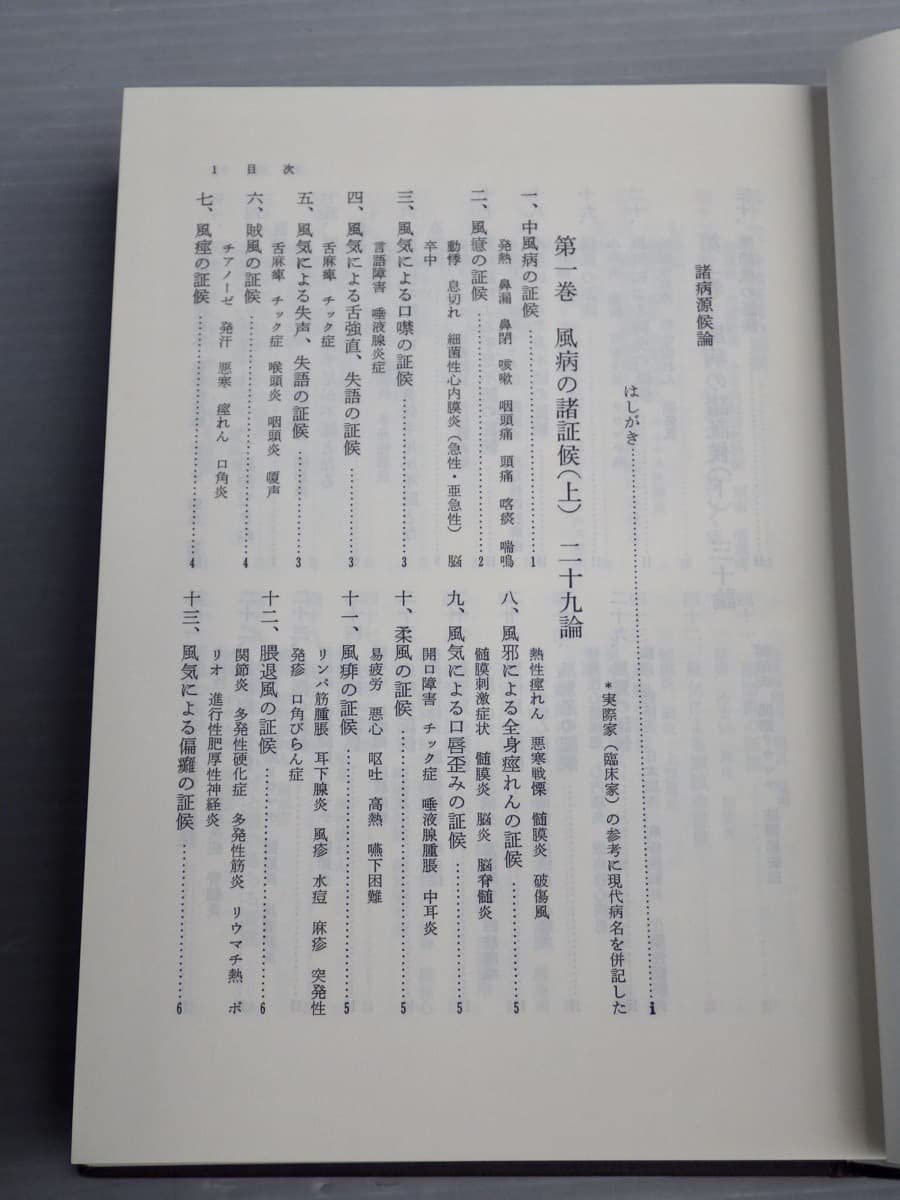 諸病源候論
はしがき……………………………i
*実際家(臨床家)の参考に現代病名を併記した
第一巻 風病の諸証候(上) 二十九論
一、中風病の証候……………………………1
発熱 鼻漏 鼻閉 咳嗽 咽頭痛 頭痛 喀痰 喘鳴
二、風癔の証候……………………………2
動悸 息切れ 細菌性心内膜炎(急性・亜急性) 脳
卒中
三、風気による口噤の証候……………………………3
言語障害 唾液腺炎症
四、風気による舌強直、失語の証候……………………………3
舌麻痺 チック症
五、風気による失声、失語の証候……………………………3
舌麻痺 チック症 喉頭炎 咽頭炎 嗄声
六、賊風の証候……………………………4
七、風痙の証候……………………………4
チアノーゼ 発汗 悪寒 痙れん 口角炎
熱性痙れん 悪寒戦慄 髄膜炎 破傷風
八、風邪による全身痙れんの証候……………………………5
髄膜刺激症状 髄膜炎 脳炎 脳脊髄炎
九、風気による口唇歪みの証候……………………………5
開口障害 チック症 唾液腺腫脹 中耳炎
十、柔風の証候……………………………5
易疲労 悪心 呕吐 高熱 嚥下困難
十一、風痱の証候……………………………5
リンパ筋腫脹 耳下腺炎 風疹 水痘 麻疹 突発性
発疹 口角びらん症
十二、腲退風の証候……………………………6
関節炎 多発性硬化症 多発性筋炎 リウマチ熱 ポ
リオ 進行性肥厚性神経炎
十三、風気による偏癱の証候……………………………6
1 目次